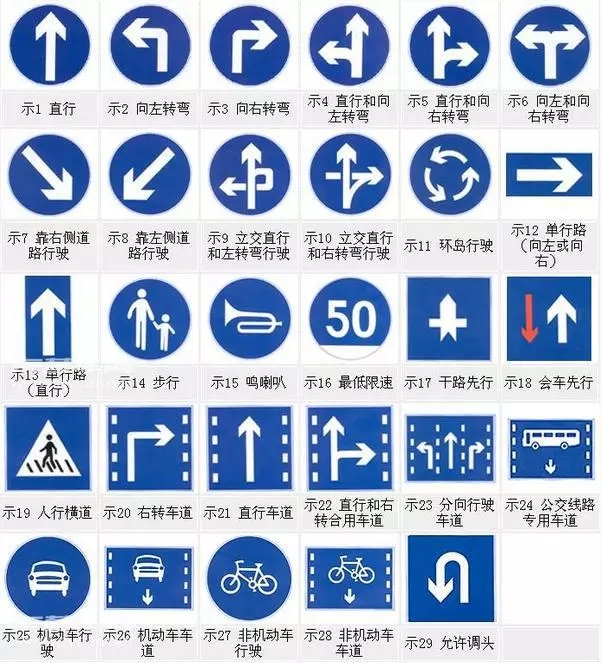 示1 直行
示2 向左转弯
示3 向右转弯
示4 直行和向
左转弯
示5 直行和向
右转弯
示6 向左和向
右转弯
示7 靠右侧道
路行驶
示8 靠左侧道
路行驶
示9 立交直行
和左转弯行驶
示10 立交直行
和右转弯行驶
示11 环岛行驶
示12 单行路
(向左或向
右)
50
示13 单行路
(直行)
示14 步行
示15 鸣喇叭
示16 最低限速
示17 干路先行
示18 会车先行
示19 人行横道
示20 右转车道
示21 直行车道
示22 直行和右
转合用车道
示23 分向行驶
车道
示24 公交线路
专用车道
示25 机动车行
驶
示26 机动车车
道
示27 非机动车
行驶
示28 非机动车
车道
示29 允许调头